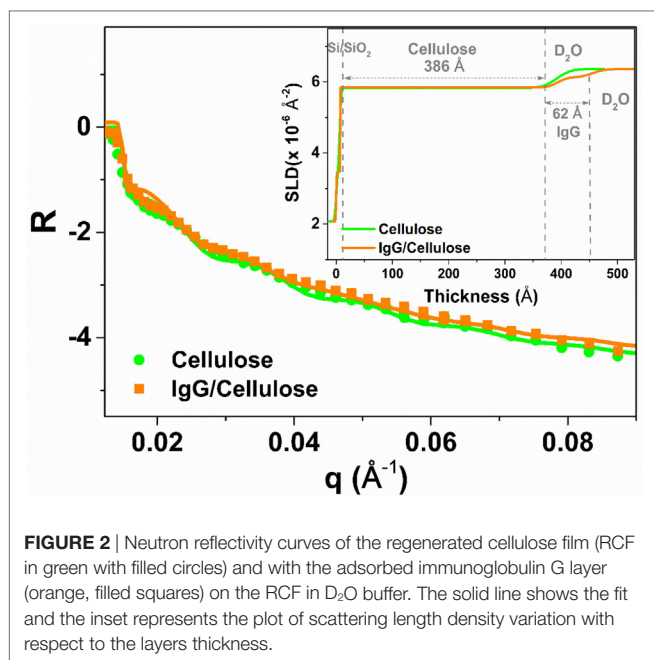 Si/SiO2
Cellulose
386 Å
D2O
D2O
62 Å
IgG
6
4
2
SLD(x 10-6 Å-2)
Cellulose
IgG/Cellulose
0 100 200 300 400 500
Thickness (Å)
0
-2
-4
R
Cellulose
IgG/Cellulose
0.02 0.04 0.06 0.08
q (Å-1)
FIGURE 2 | Neutron reflectivity curves of the regenerated cellulose film (RCF
in green with filled circles) and with the adsorbed immunoglobulin G layer
(orange, filled squares) on the RCF in D2O buffer. The solid line shows the fit
and the inset represents the plot of scattering length density variation with
respect to the layers thickness.